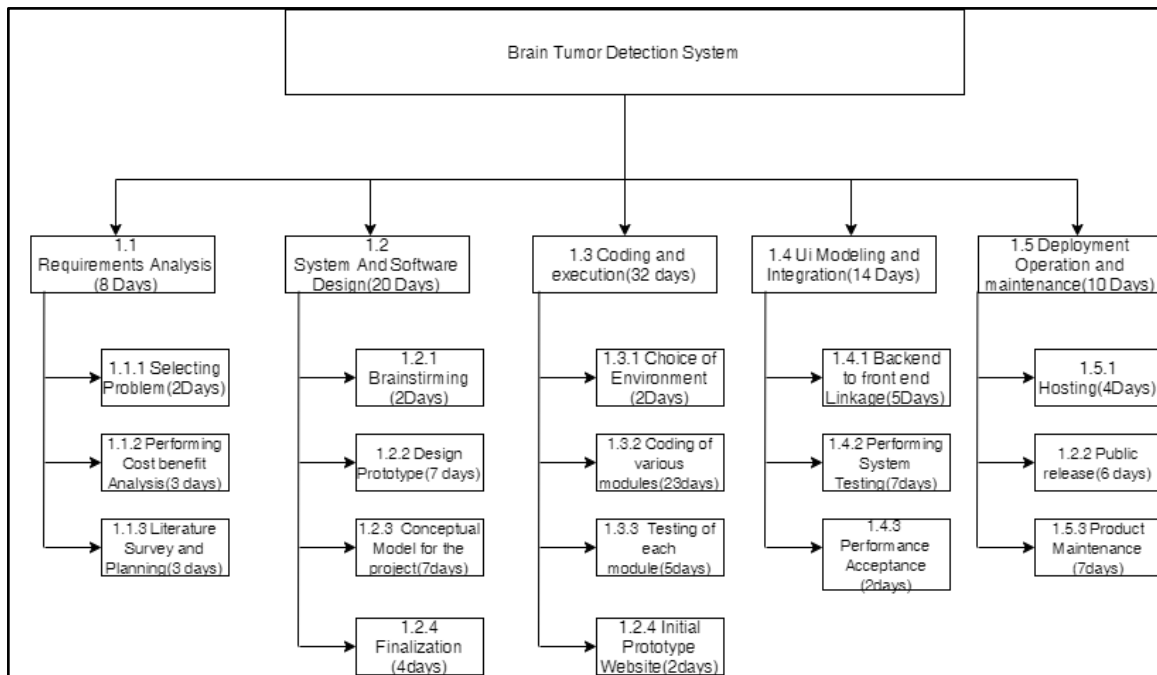 Brain Tumor Detection System
1.1
Requirements Analysis
(8 Days)
1.2
System And Software
Design(20 Days)
1.3 Coding and
execution(32 days)
1.4 Ui Modeling and
Integration(14 Days)
1.5 Deployment
Operation and
maintenance(10 Days)
1.1.1 Selecting
Problem(2Days)
1.1.2 Performing
Cost benefit
Analysis(3 days)
1.1.3 Literature
Survey and
Planning(3 days)
1.2.1
Brainstirming
(2Days)
1.2.2 Design
Prototype(7 days)
1.2.3 Conceptual
Model for the
project(7days)
1.2.4
Finalization
(4days)
1.3.1 Choice of
Environment
(2Days)
1.3.2 Coding of
various
modules(23days)
1.3.3 Testing of
each
module(5days)
1.2.4 Initial
Prototype
Website(2days)
1.4.1 Backend
to front end
Linkage(5Days)
1.4.2 Performing
System
Testing(7days)
1.4.3
Performance
Acceptance
(2days)
1.5.1
Hosting(4Days)
1.2.2 Public
release(6 days)
1.5.3 Product
Maintenance
(7days)